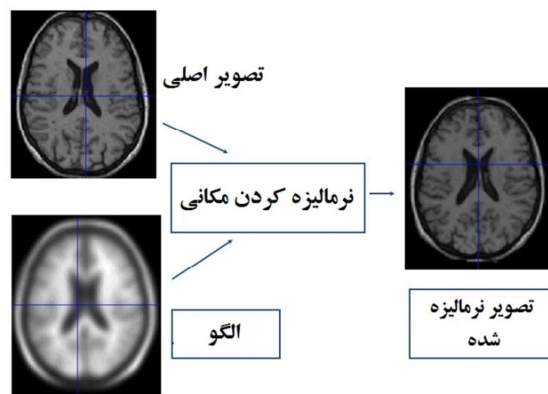 تصویر اصلی
نرمالیزه کردن مکانی
الگو
تصویر نرمالیزه
شده